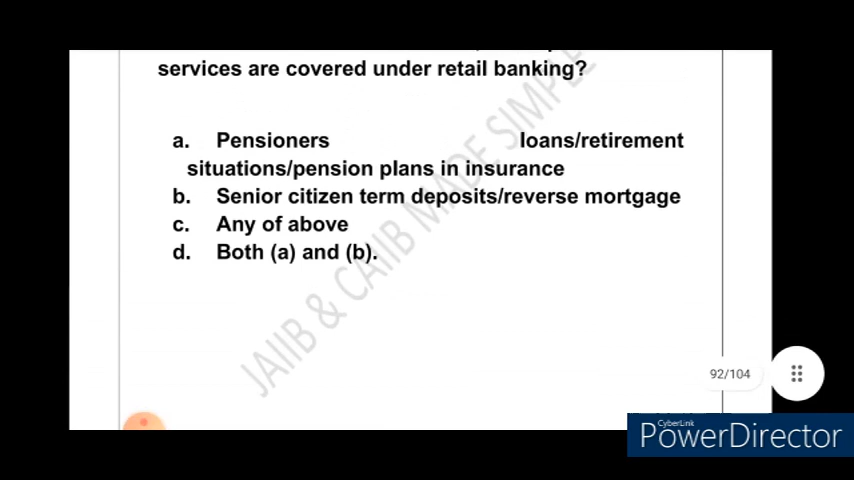 services are covered under retail banking?
a. Pensioners loans/retirement
situations/pension plans in insurance
b. Senior citizen term deposits/reverse mortgage
c. Any of above
d. Both (a) and (b).
JAIIB & CAIIB MADE SIMPLE
92/104
CyberLink
PowerDirector